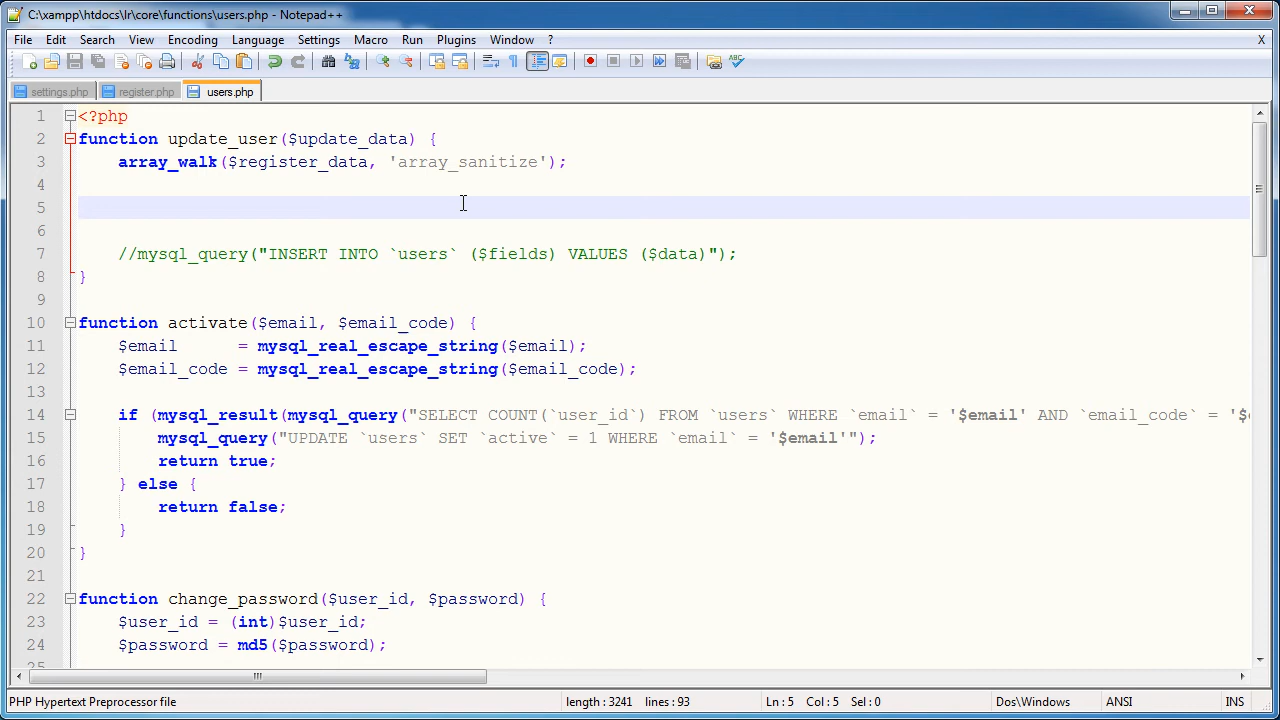 C:\xampp\htdocs\lr\core\functions\users.php - Notepad++
File Edit Search View Encoding Language Settings Macro Run Plugins Window ? X
settings.php register.php users.php
1 <?php
2 function update_user($update_data) {
3 array_walk($register_data, 'array_sanitize');
4
5
6
7 //mysql_query("INSERT INTO `users` ($fields) VALUES ($data)");
8 }
9
10 function activate($email, $email_code) {
11 $email = mysql_real_escape_string($email);
12 $email_code = mysql_real_escape_string($email_code);
13
14 if (mysql_result(mysql_query("SELECT COUNT(`user_id`) FROM `users` WHERE `email` = '$email' AND `email_code` = '$
15 mysql_query("UPDATE `users` SET `active` = 1 WHERE `email` = '$email'");
16 return true;
17 } else {
18 return false;
19 }
20 }
21
22 function change_password($user_id, $password) {
23 $user_id = (int)$user_id;
24 $password = md5($password);
25
PHP Hypertext Preprocessor file length : 3241 lines : 93 Ln : 5 Col : 5 Sel : 0 Dos\Windows ANSI INS